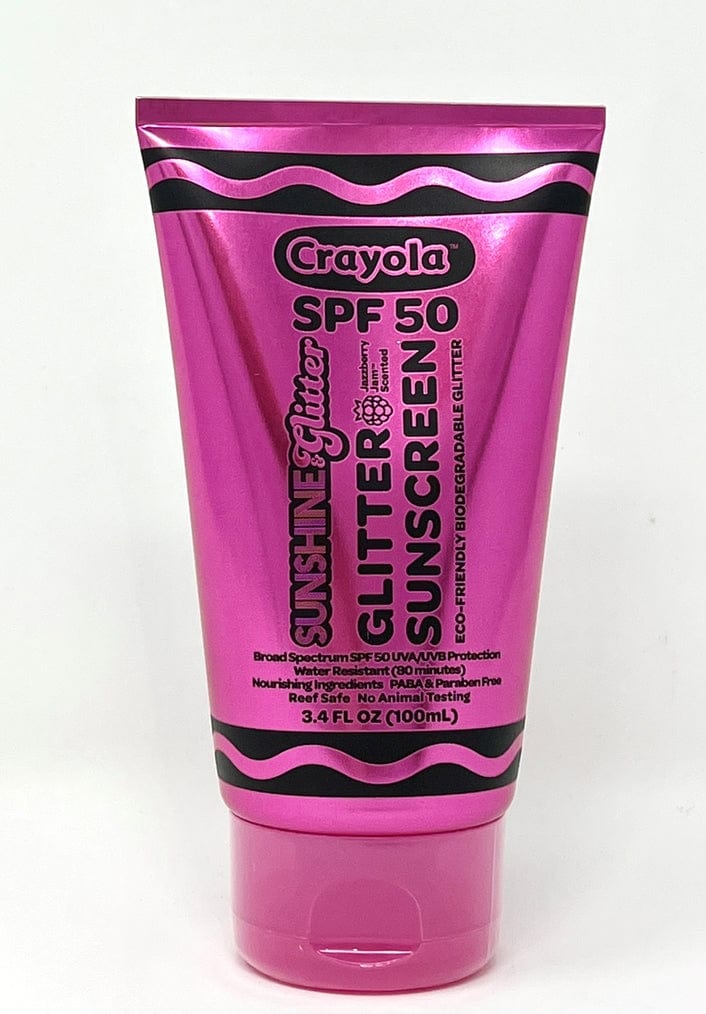 Crayola™
SPF 50
SUNSHINE & Glitter
GLITTER
Jazzberry
Jam™
Scented
SUNSCREEN
ECO-FRIENDLY BIODEGRADABLE GLITTER
Broad Spectrum SPF 50 UVA/UVB Protection
Water Resistant (80 minutes)
Nourishing Ingredients PABA & Paraben Free
Reef Safe No Animal Testing
3.4 FL OZ (100mL)